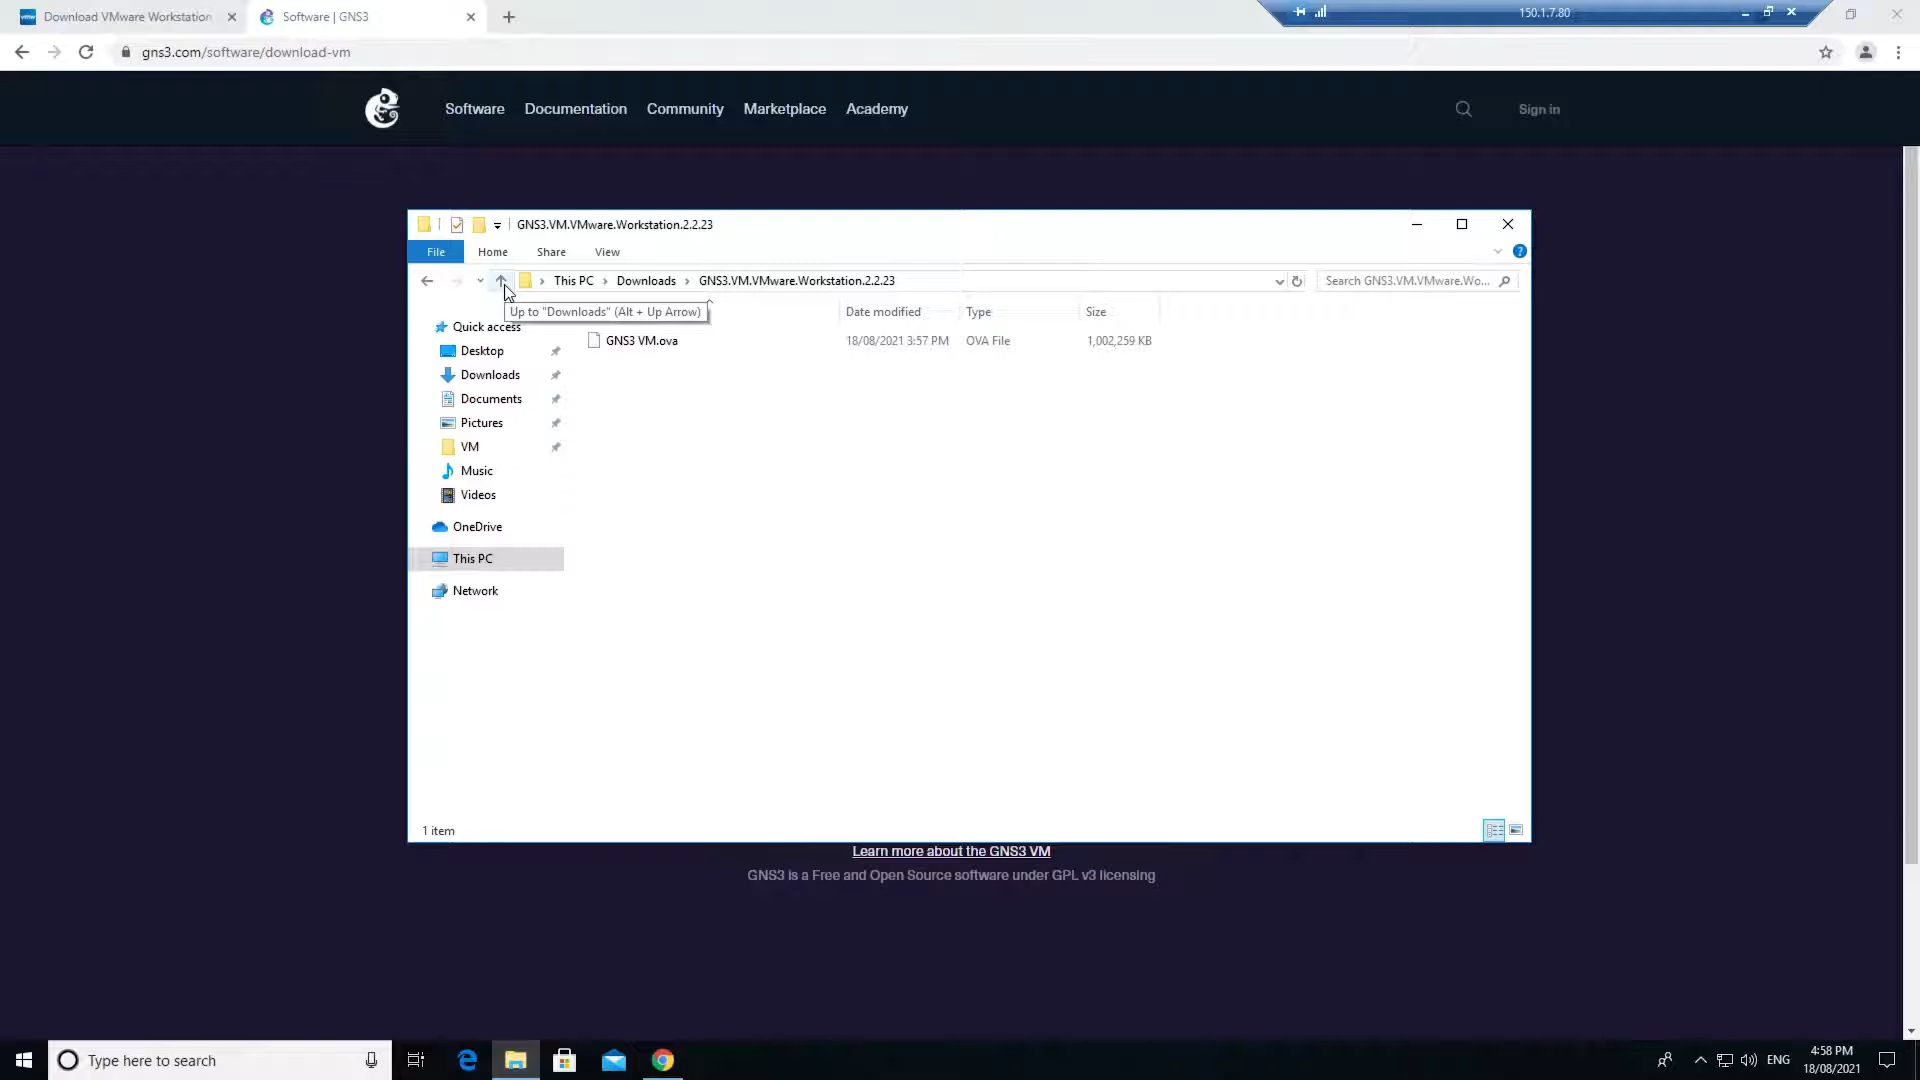 Download VMware Workstation
Software | GNS3
150.1.7.80
gns3.com/software/download-vm
Software Documentation Community Marketplace Academy
Sign in
GNS3.VM.VMware.Workstation.2.2.23
File Home Share View
This PC > Downloads > GNS3.VM.VMware.Workstation.2.2.23
Search GNS3.VM.VMware.Wo...
Up to "Downloads" (Alt + Up Arrow)
Date modified Type Size
Quick access
GNS3 VM.ova 18/08/2021 3:57 PM OVA File 1,002,259 KB
Desktop
Downloads
Documents
Pictures
VM
Music
Videos
OneDrive
This PC
Network
1 item
Learn more about the GNS3 VM
GNS3 is a Free and Open Source software under GPL v3 licensing
Type here to search
ENG
4:58 PM
18/08/2021